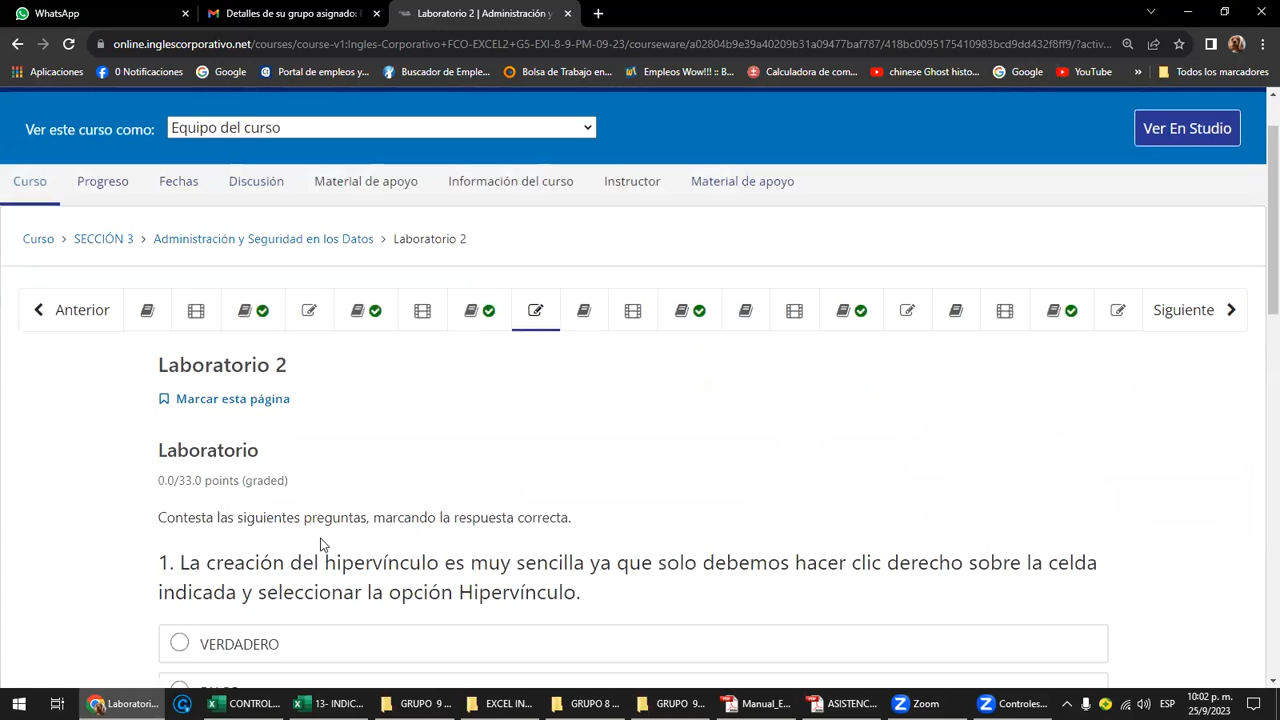 WhatsApp
Detalles de su grupo asignado:
Laboratorio 2 | Administración y
online.inglescorporativo.net/courses/course-v1:Ingles-Corporativo+FCO-EXCEL2+G5-EXI-8-9-PM-09-23/courseware/a02804b9e39a40209b31a09477baf787/418bc0095175410983bcd9dd432f8ff9/?activ...
Aplicaciones
0 Notificaciones
Google
Portal de empleos y...
Buscador de Emple...
Bolsa de Trabajo en...
Empleos Wow!!! :: B...
Calculadora de com...
chinese Ghost histo...
Google
YouTube
»
Todos los marcadores
Ver este curso como:
Equipo del curso
Ver En Studio
Curso
Progreso
Fechas
Discusión
Material de apoyo
Información del curso
Instructor
Material de apoyo
Curso > SECCIÓN 3 > Administración y Seguridad en los Datos > Laboratorio 2
Anterior
Siguiente
Laboratorio 2
Marcar esta página
Laboratorio
0.0/33.0 points (graded)
Contesta las siguientes preguntas, marcando la respuesta correcta.
1. La creación del hipervínculo es muy sencilla ya que solo debemos hacer clic derecho sobre la celda
indicada y seleccionar la opción Hipervínculo.
VERDADERO
Laboratori...
CONTROL...
13- INDIC...
GRUPO 9 ...
EXCEL IN...
GRUPO 8 ...
GRUPO 9...
Manual_E...
ASISTENC...
Zoom
Controles...
ESP
10:02 p. m.
25/9/2023